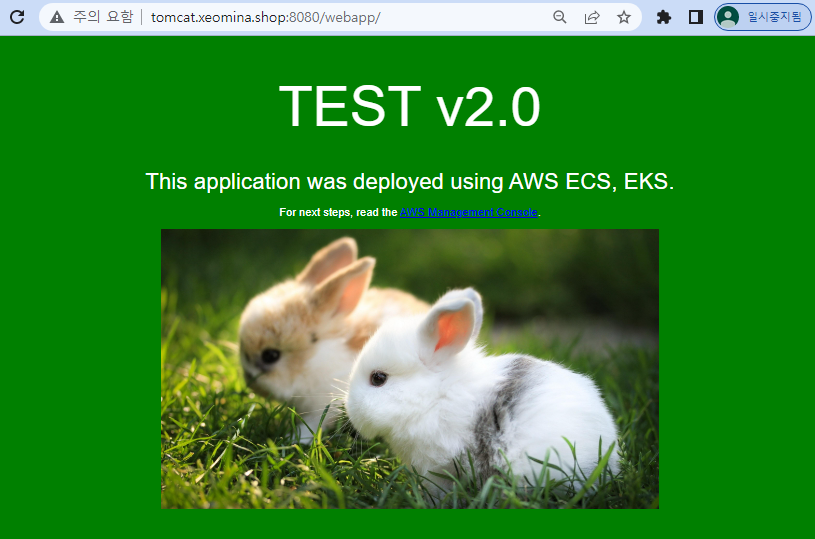 주의 요함 tomcat.xeomina.shop:8080/webapp/ 일시중지됨
TEST v2.0
This application was deployed using AWS ECS, EKS.
For next steps, read the AWS Management Console.